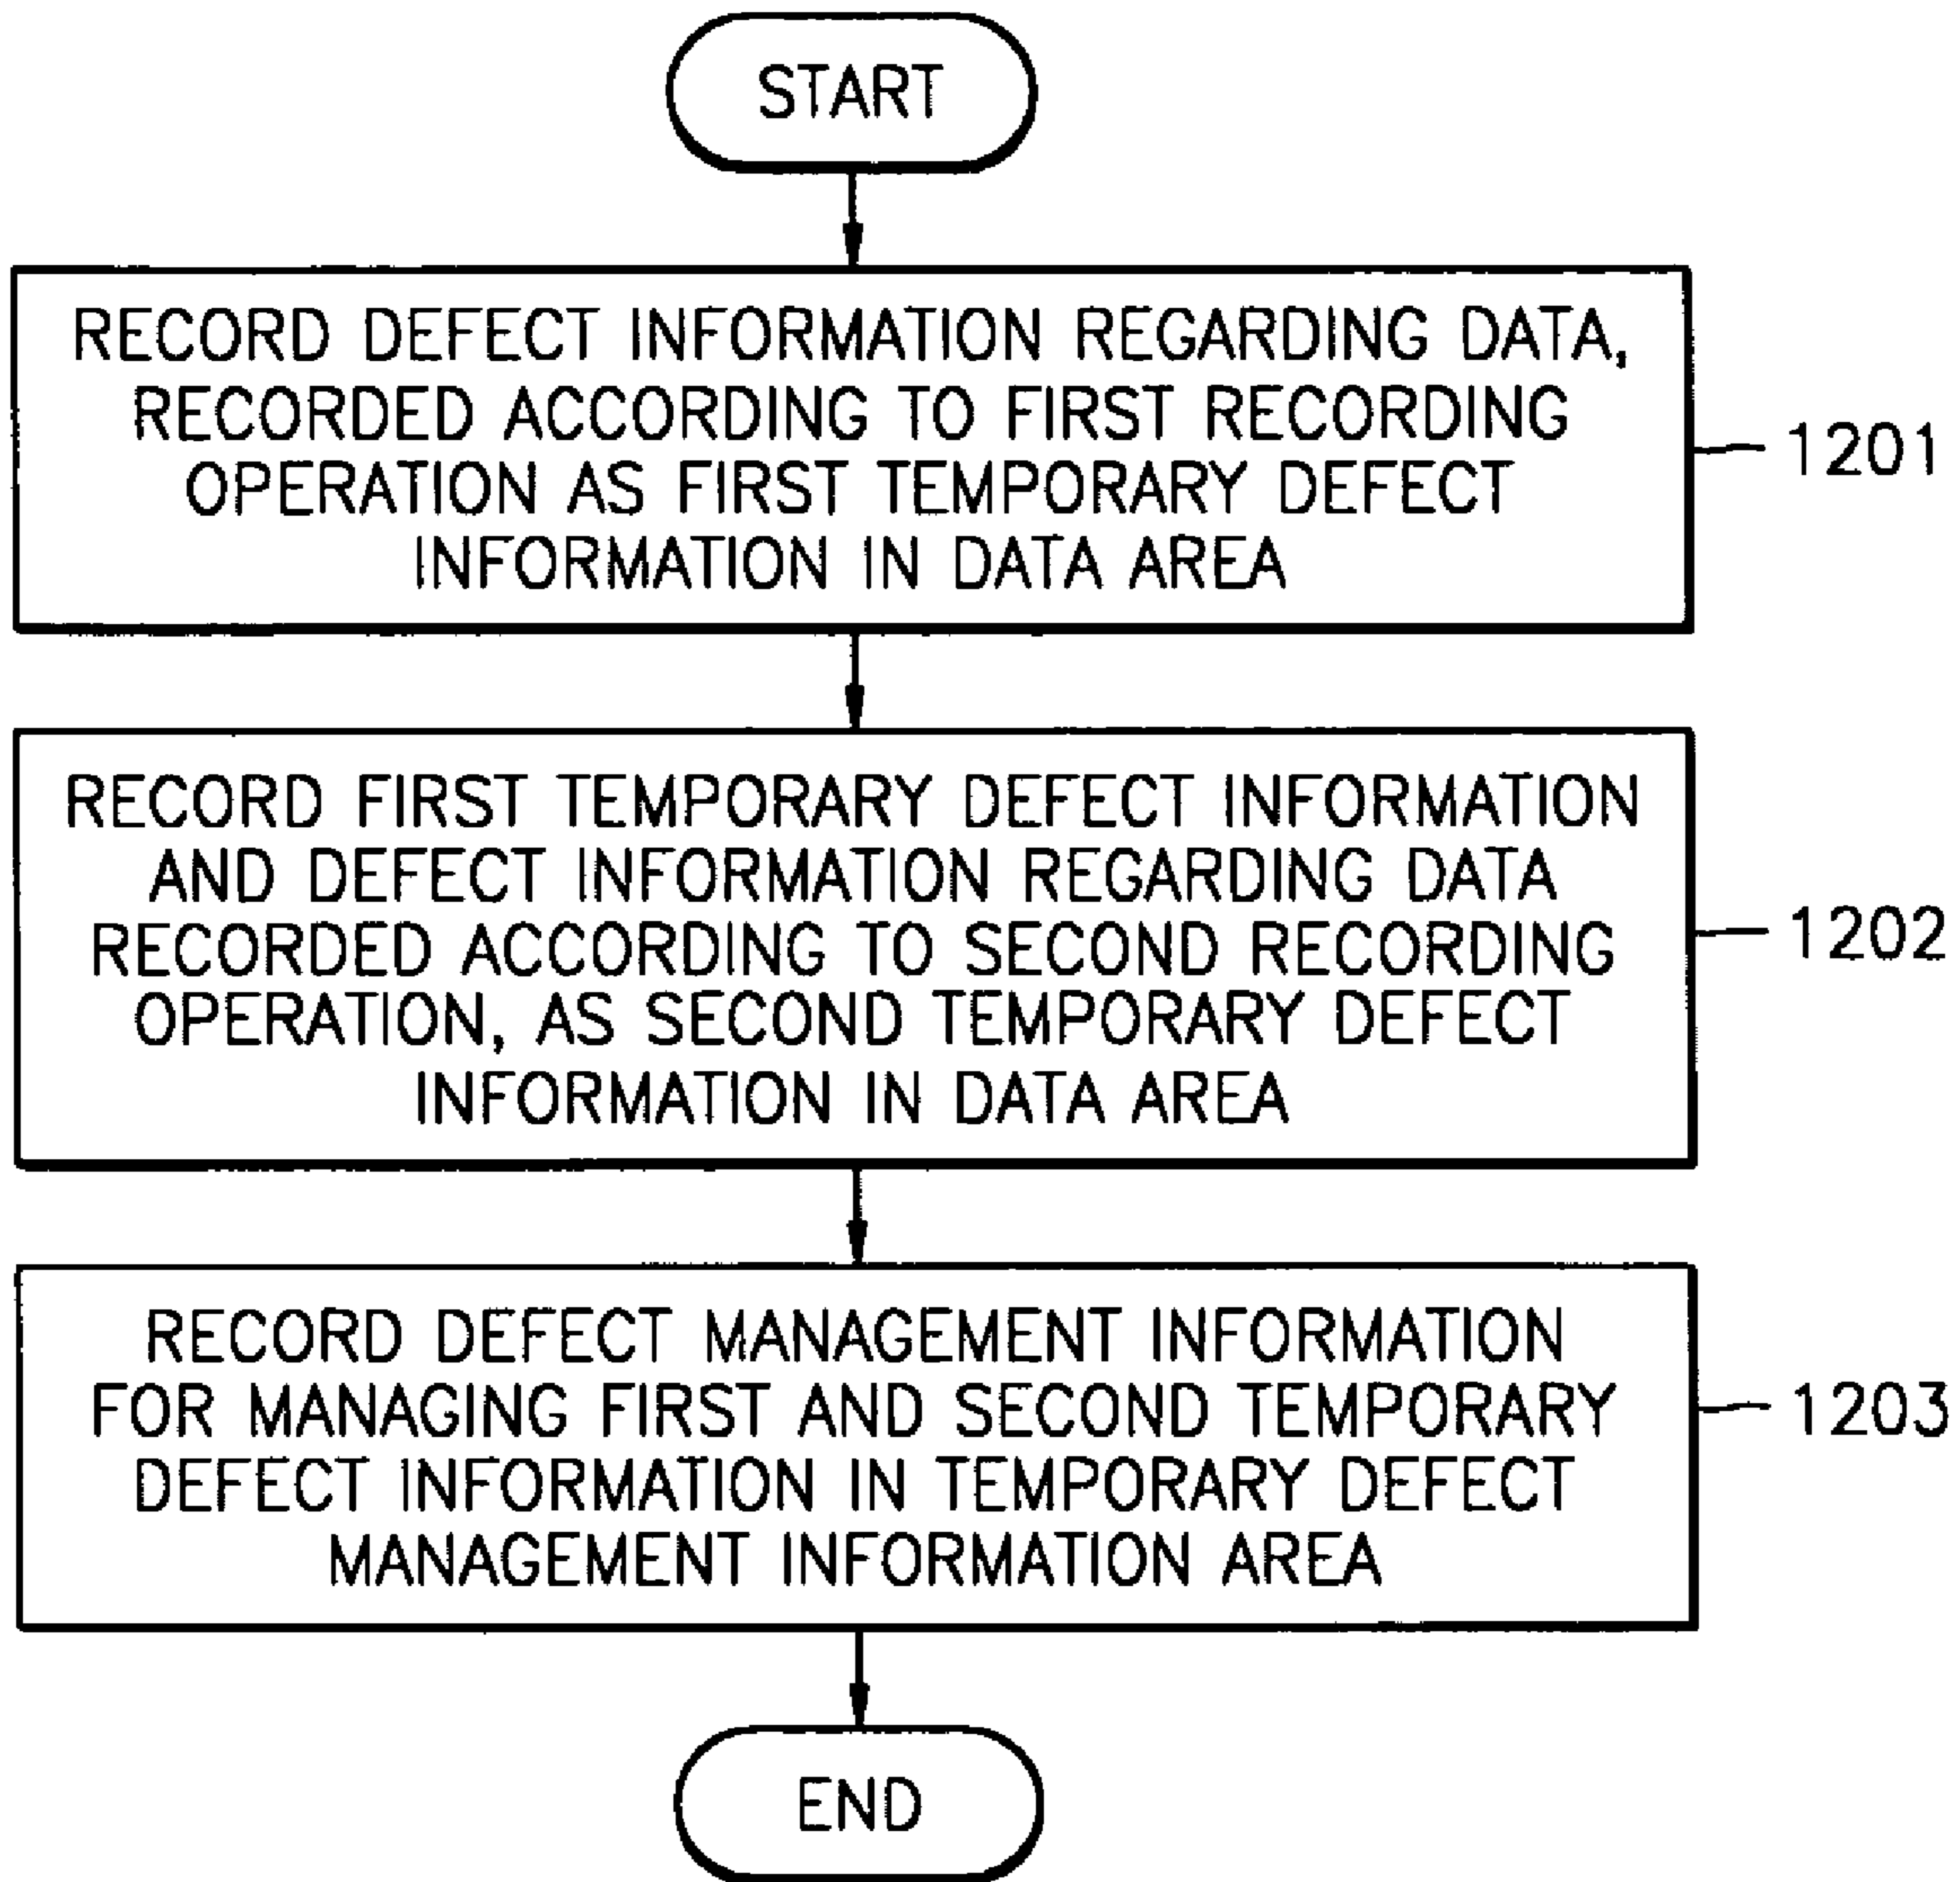 START
RECORD DEFECT INFORMATION REGARDING DATA,
RECORDED ACCORDING TO FIRST RECORDING
OPERATION AS FIRST TEMPORARY DEFECT
INFORMATION IN DATA AREA
1201
RECORD FIRST TEMPORARY DEFECT INFORMATION
AND DEFECT INFORMATION REGARDING DATA
RECORDED ACCORDING TO SECOND RECORDING
OPERATION, AS SECOND TEMPORARY DEFECT
INFORMATION IN DATA AREA
1202
RECORD DEFECT MANAGEMENT INFORMATION
FOR MANAGING FIRST AND SECOND TEMPORARY
DEFECT INFORMATION IN TEMPORARY DEFECT
MANAGEMENT INFORMATION AREA
1203
END